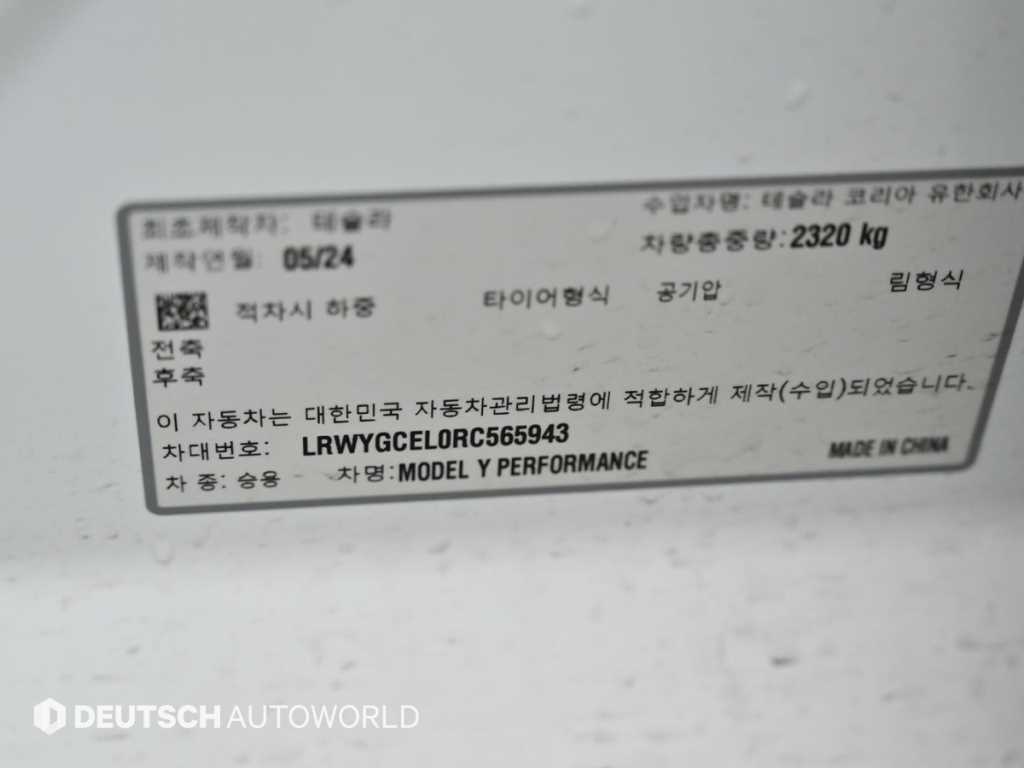 최초제작자: 테슬라 수입자명: 테슬라 코리아 유한회사
제작연월: 05/24 차량총중량: 2320 kg
적차시 하중 타이어형식 공기압 림형식
전축
후축
이 자동차는 대한민국 자동차관리법령에 적합하게 제작(수입)되었습니다.
차대번호: LRWYGCEL0RC565943
차 종: 승용 차명: MODEL Y PERFORMANCE MADE IN CHINA
DEUTSCH AUTOWORLD